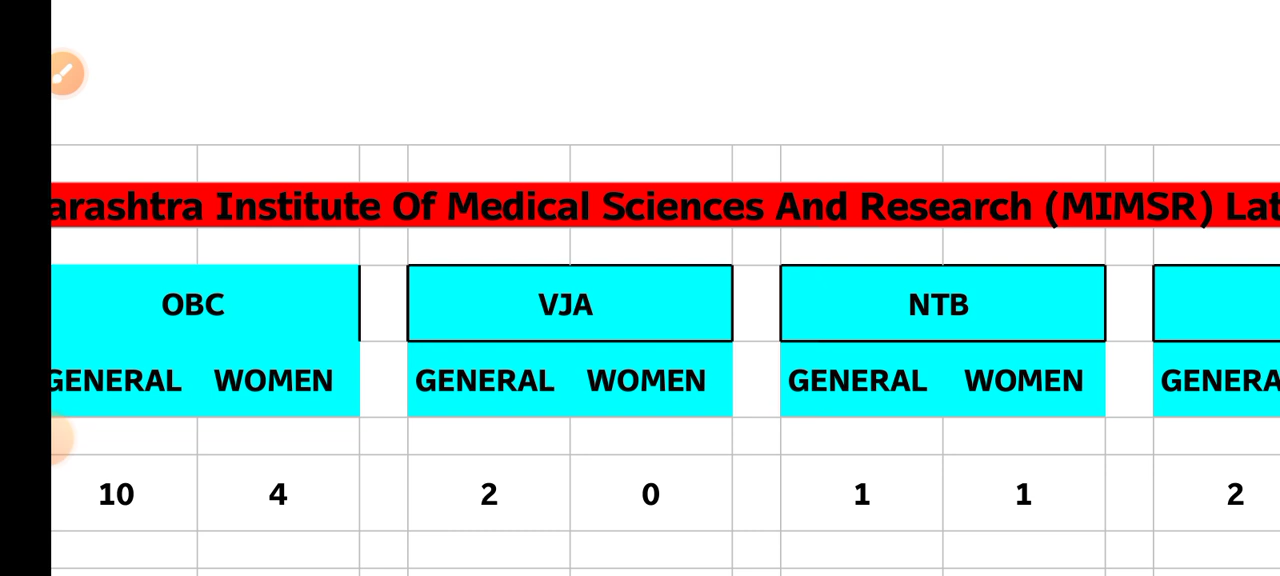 arashtra Institute Of Medical Sciences And Research (MIMSR) Lat
OBC VJA NTB
GENERAL WOMEN GENERAL WOMEN GENERAL WOMEN GENERA
10 4 2 0 1 1 2